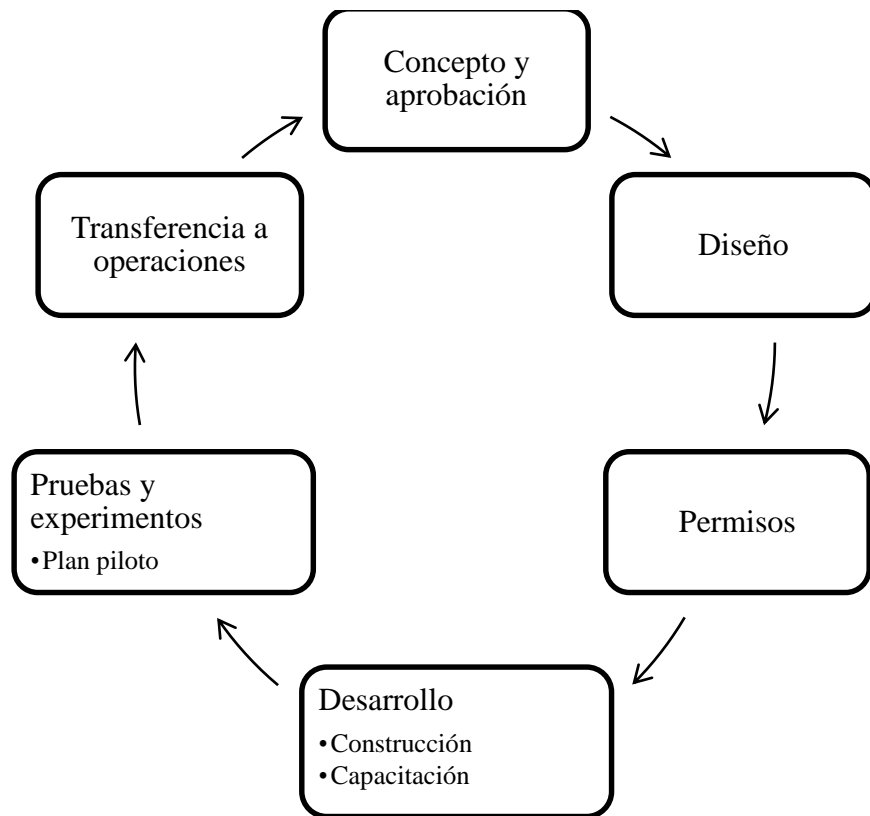 Concepto y
aprobación
Diseño
Permisos
Desarrollo
•Construcción
•Capacitación
Pruebas y
experimentos
•Plan piloto
Transferencia a
operaciones